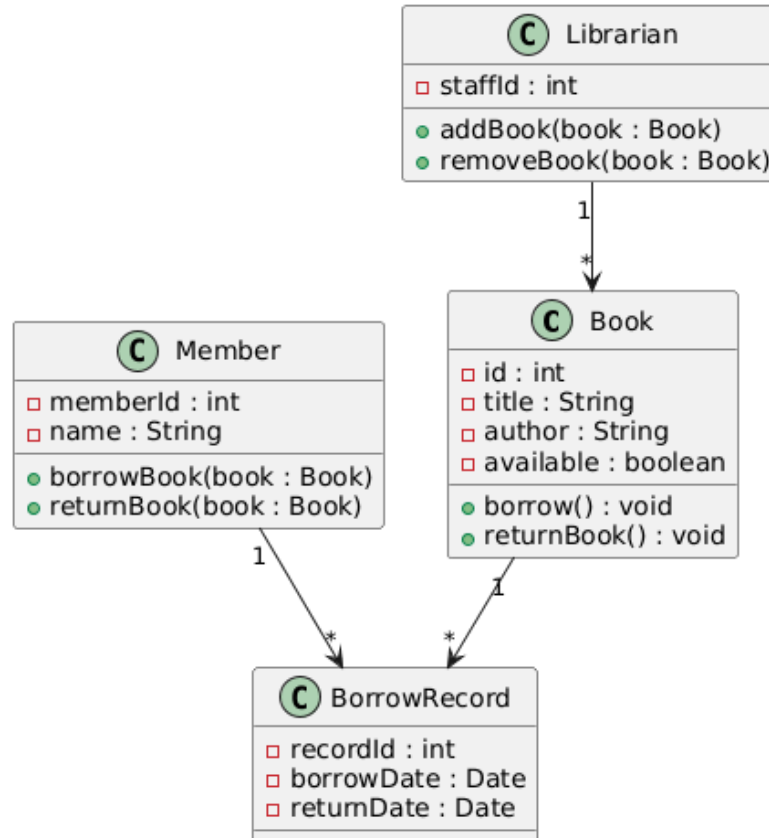 C Librarian
staffId : int
addBook(book : Book)
removeBook(book : Book)
1
*
C Book
id : int
title : String
author : String
available : boolean
borrow() : void
returnBook() : void
C Member
memberId : int
name : String
borrowBook(book : Book)
returnBook(book : Book)
1
*
1
*
C BorrowRecord
recordId : int
borrowDate : Date
returnDate : Date